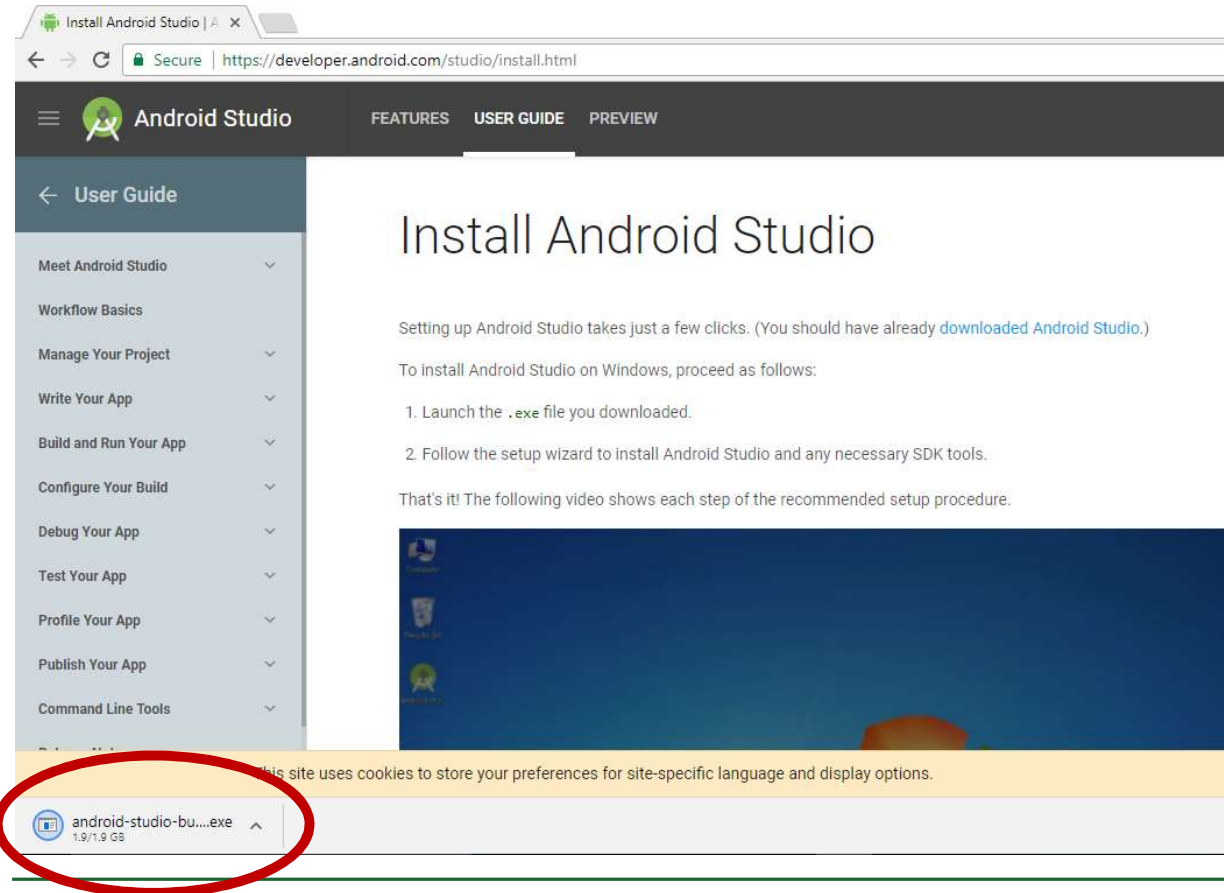 Install Android Studio | A
Secure | https://developer.android.com/studio/install.html
Android Studio
FEATURES USER GUIDE PREVIEW
User Guide
Meet Android Studio
Workflow Basics
Manage Your Project
Write Your App
Build and Run Your App
Configure Your Build
Debug Your App
Test Your App
Profile Your App
Publish Your App
Command Line Tools
Install Android Studio
Setting up Android Studio takes just a few clicks. (You should have already downloaded Android Studio.)
To install Android Studio on Windows, proceed as follows:
1. Launch the .exe file you downloaded.
2. Follow the setup wizard to install Android Studio and any necessary SDK tools.
That's it! The following video shows each step of the recommended setup procedure.
Computer
This site uses cookies to store your preferences for site-specific language and display options.
android-studio-bu....exe
1.9/1.9 GB